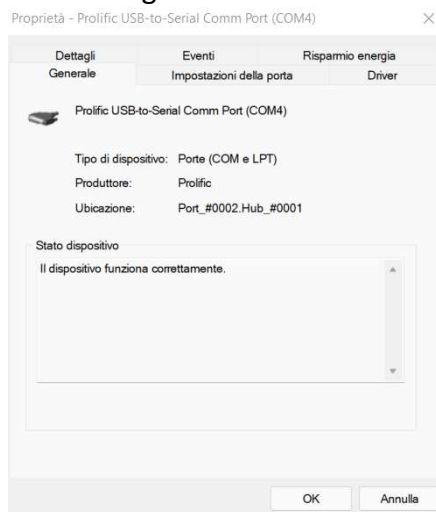 Proprietà - Prolific USB-to-Serial Comm Port (COM4)
Dettagli Eventi Risparmio energia
Generale Impostazioni della porta Driver
Prolific USB-to-Serial Comm Port (COM4)
Tipo di dispositivo: Porte (COM e LPT)
Produttore: Prolific
Ubicazione: Port_#0002.Hub_#0001
Stato dispositivo
Il dispositivo funziona correttamente.
OK Annulla